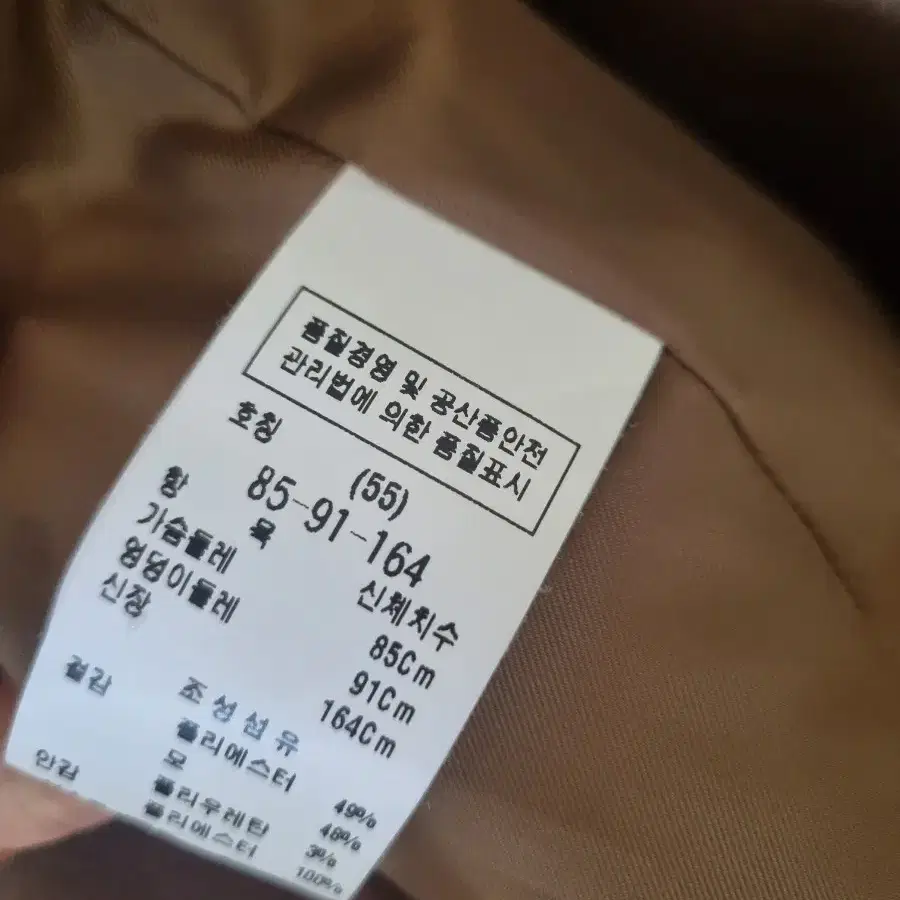 품질경영 및 공산품안전
관리법에 의한 품질표시
호칭 (55)
85-91-164
항 목 신체치수
가슴둘레 85Cm
엉덩이둘레 91Cm
신장 164Cm
조성섬유
겉감 폴리에스터 49%
모 48%
폴리우레탄 3%
안감 폴리에스터 100%